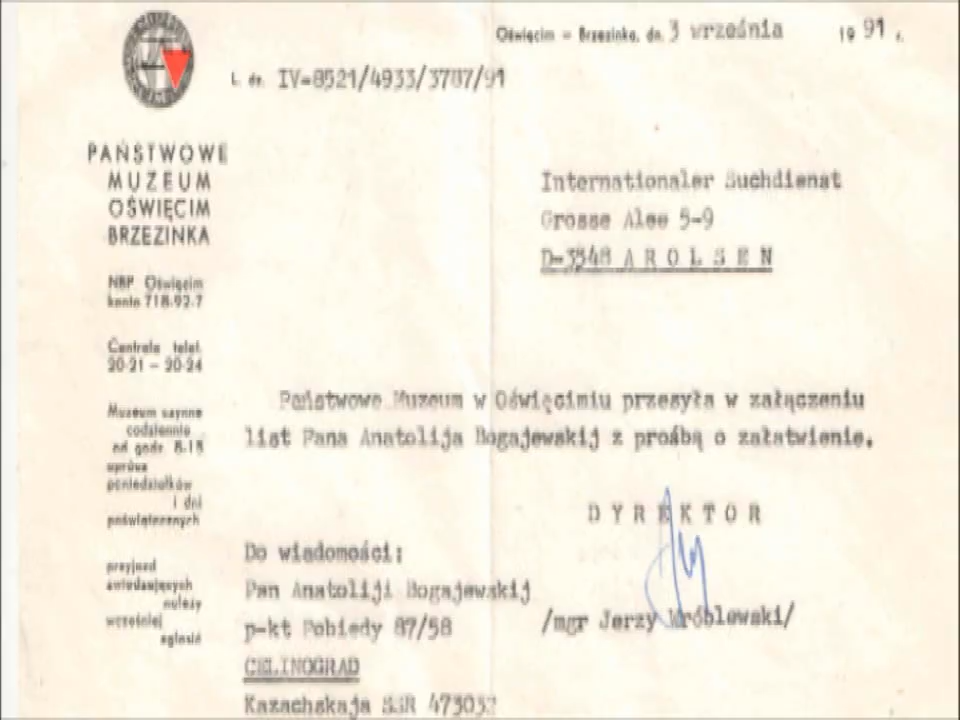 Oświęcim - Brzezinka, dn. 3 września 1991 r.
L. dz. IV-8521/4933/3787/91
PAŃSTWOWE
MUZEUM
OŚWIĘCIM
BRZEZINKA
NBP Oświęcim
konto 718-92-7
Centrala telef.
20-21 – 20-24
Muzeum czynne
codziennie
od godz 8-15
oprócz
poniedziałków
i dni
poświątecznych
przyjazd
zwiedzających
należy
wcześniej
zgłosić
Internationaler Suchdienst
Grosse Alee 5-9
D-3548 A R O L S E N
Państwowe Muzeum w Oświęcimiu przesyła w załączeniu
list Pana Anatolija Bogajewskij z prośbą o załatwienie.
D Y R E K T O R
/mgr Jerzy Wróblewski/
Do wiadomości:
Pan Anatoliji Bogajewskij
p-kt Pobiedy 87/58
CELINOGRAD
Kazachskaja SSR 473032